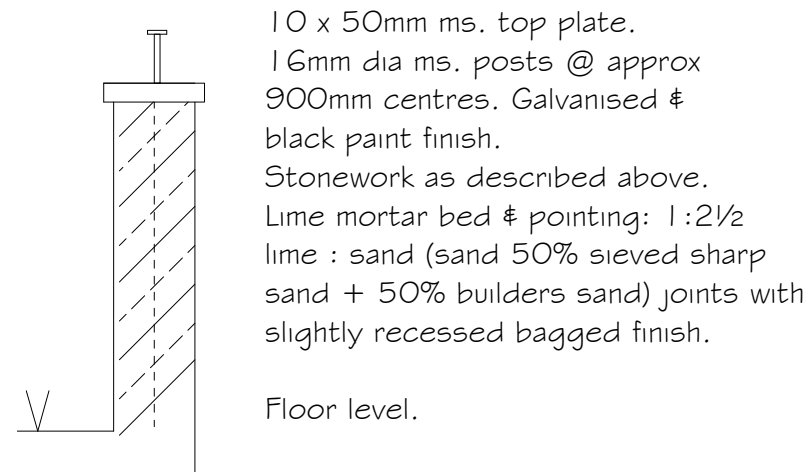 10 x 50mm ms. top plate.
16mm dia ms. posts @ approx
900mm centres. Galvanised &
black paint finish.
Stonework as described above.
Lime mortar bed & pointing: 1:2½
lime : sand (sand 50% sieved sharp
sand + 50% builders sand) joints with
slightly recessed bagged finish.
Floor level.